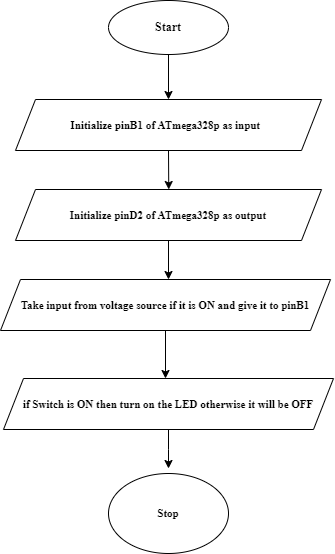 Start
Initialize pinB1 of ATmega328p as input
Initialize pinD2 of ATmega328p as output
Take input from voltage source if it is ON and give it to pinB1
if Switch is ON then turn on the LED otherwise it will be OFF
Stop